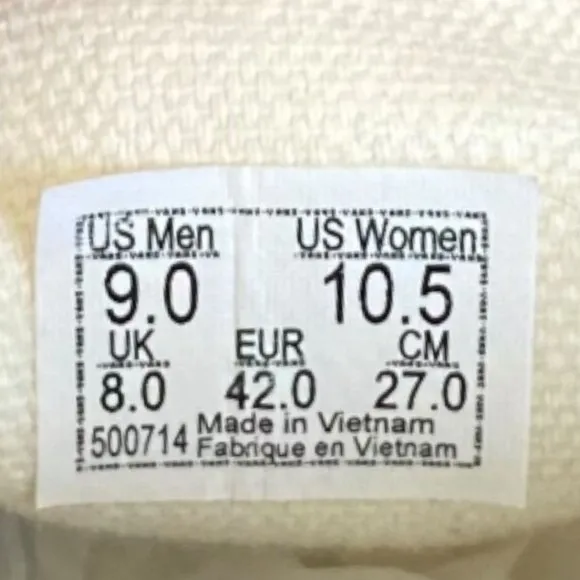 US Men US Women
9.0 10.5
UK EUR CM
8.0 42.0 27.0
500714 Made in Vietnam
Fabrique en Vietnam